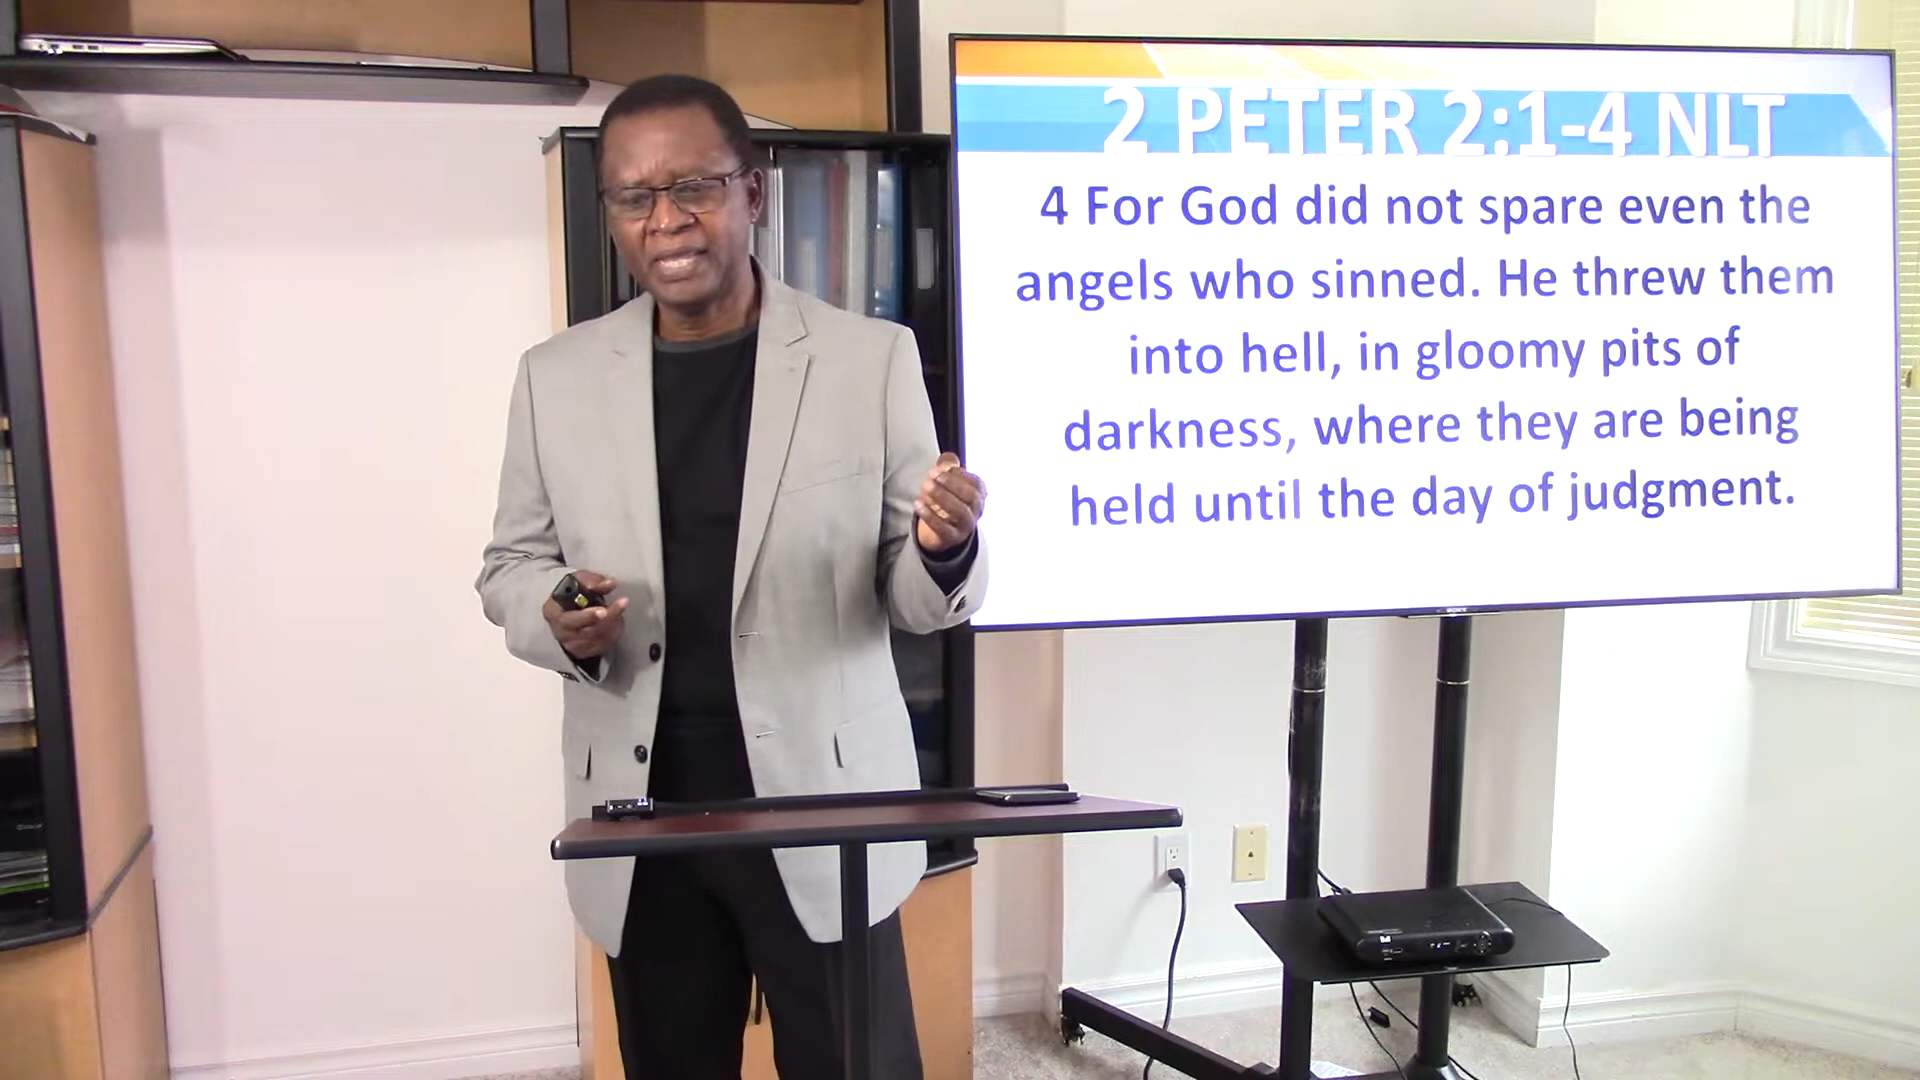 2 PETER 2:1-4 NLT
4 For God did not spare even the
angels who sinned. He threw them
into hell, in gloomy pits of
darkness, where they are being
held until the day of judgment.
SONY